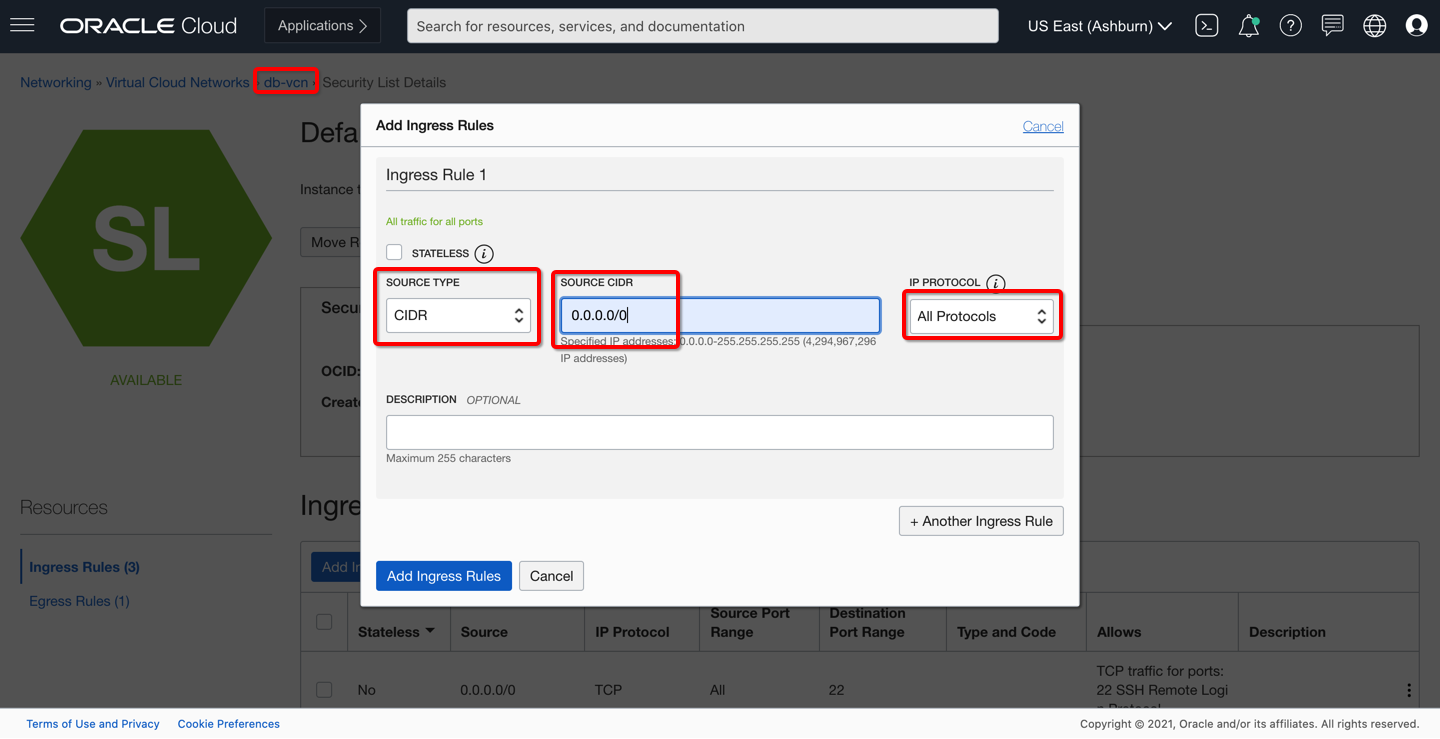 ORACLE Cloud
Applications
Search for resources, services, and documentation
US East (Ashburn)
Networking » Virtual Cloud Networks » db-vcn » Security List Details
SL
AVAILABLE
Defa
Instance t
Move R
Secu
OCID:
Creat
Add Ingress Rules
Cancel
Ingress Rule 1
All traffic for all ports
STATELESS i
SOURCE TYPE
CIDR
SOURCE CIDR
0.0.0.0/0
Specified IP addresses: 0.0.0.0-255.255.255.255 (4,294,967,296
IP addresses)
IP PROTOCOL i
All Protocols
DESCRIPTION OPTIONAL
Maximum 255 characters
+ Another Ingress Rule
Add Ingress Rules
Cancel
Resources
Ingress Rules (3)
Egress Rules (1)
Ingre
Add In
Stateless
Source
IP Protocol
Source Port
Range
Destination
Port Range
Type and Code
Allows
Description
No
0.0.0.0/0
TCP
All
22
TCP traffic for ports:
22 SSH Remote Logi
n Protocol
Terms of Use and Privacy
Cookie Preferences
Copyright © 2021, Oracle and/or its affiliates. All rights reserved.